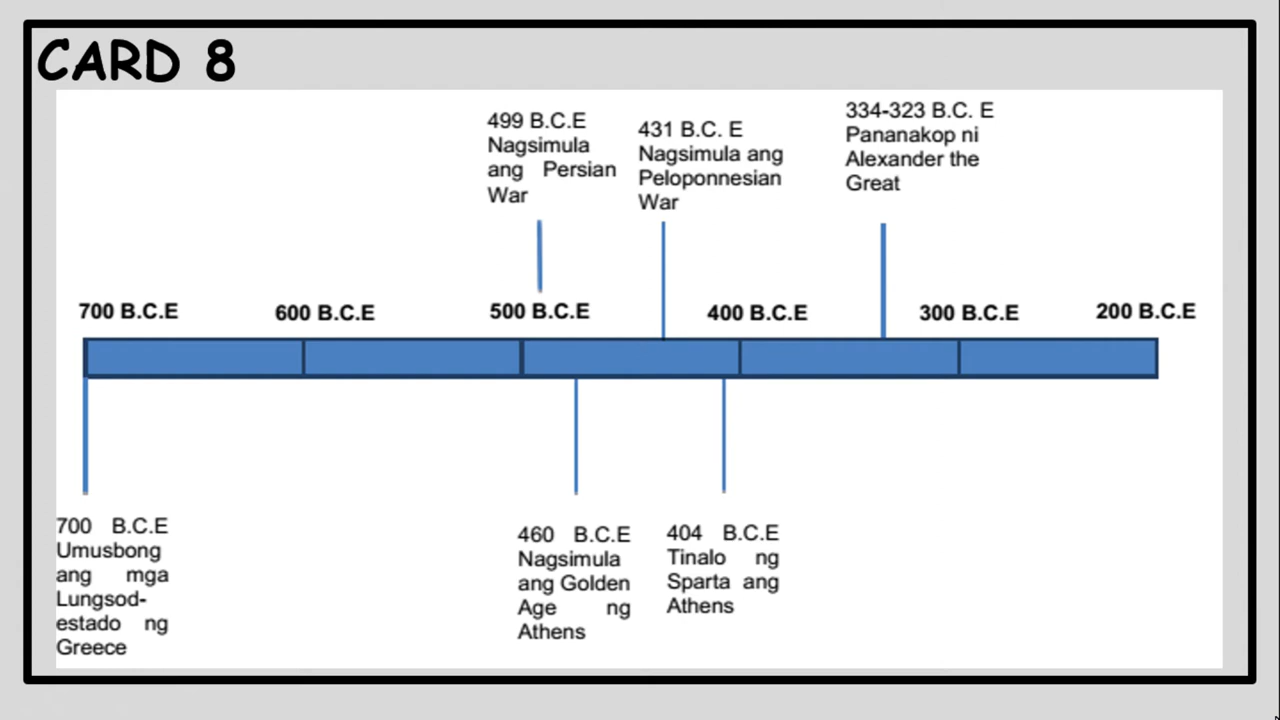 CARD 8
499 B.C.E
Nagsimula
ang Persian
War
431 B.C. E
Nagsimula ang
Peloponnesian
War
334-323 B.C. E
Pananakop ni
Alexander the
Great
700 B.C.E
600 B.C.E
500 B.C.E
400 B.C.E
300 B.C.E
200 B.C.E
700 B.C.E
Umusbong
ang mga
Lungsod-
estado ng
Greece
460 B.C.E
Nagsimula
ang Golden
Age ng
Athens
404 B.C.E
Tinalo ng
Sparta ang
Athens